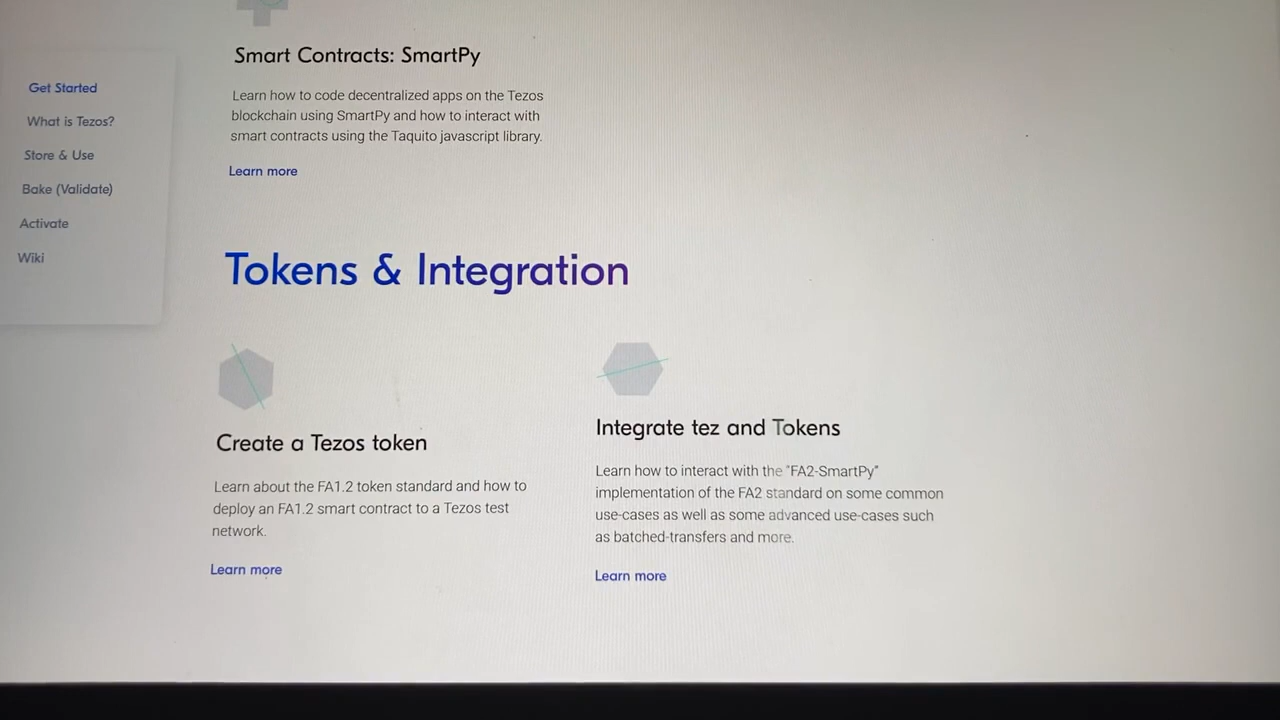 Get Started
What is Tezos?
Store & Use
Bake (Validate)
Activate
Wiki
Smart Contracts: SmartPy
Learn how to code decentralized apps on the Tezos
blockchain using SmartPy and how to interact with
smart contracts using the Taquito javascript library.
Learn more
Tokens & Integration
Create a Tezos token
Learn about the FA1.2 token standard and how to
deploy an FA1.2 smart contract to a Tezos test
network.
Learn more
Integrate tez and Tokens
Learn how to interact with the "FA2-SmartPy"
implementation of the FA2 standard on some common
use-cases as well as some advanced use-cases such
as batched-transfers and more.
Learn more